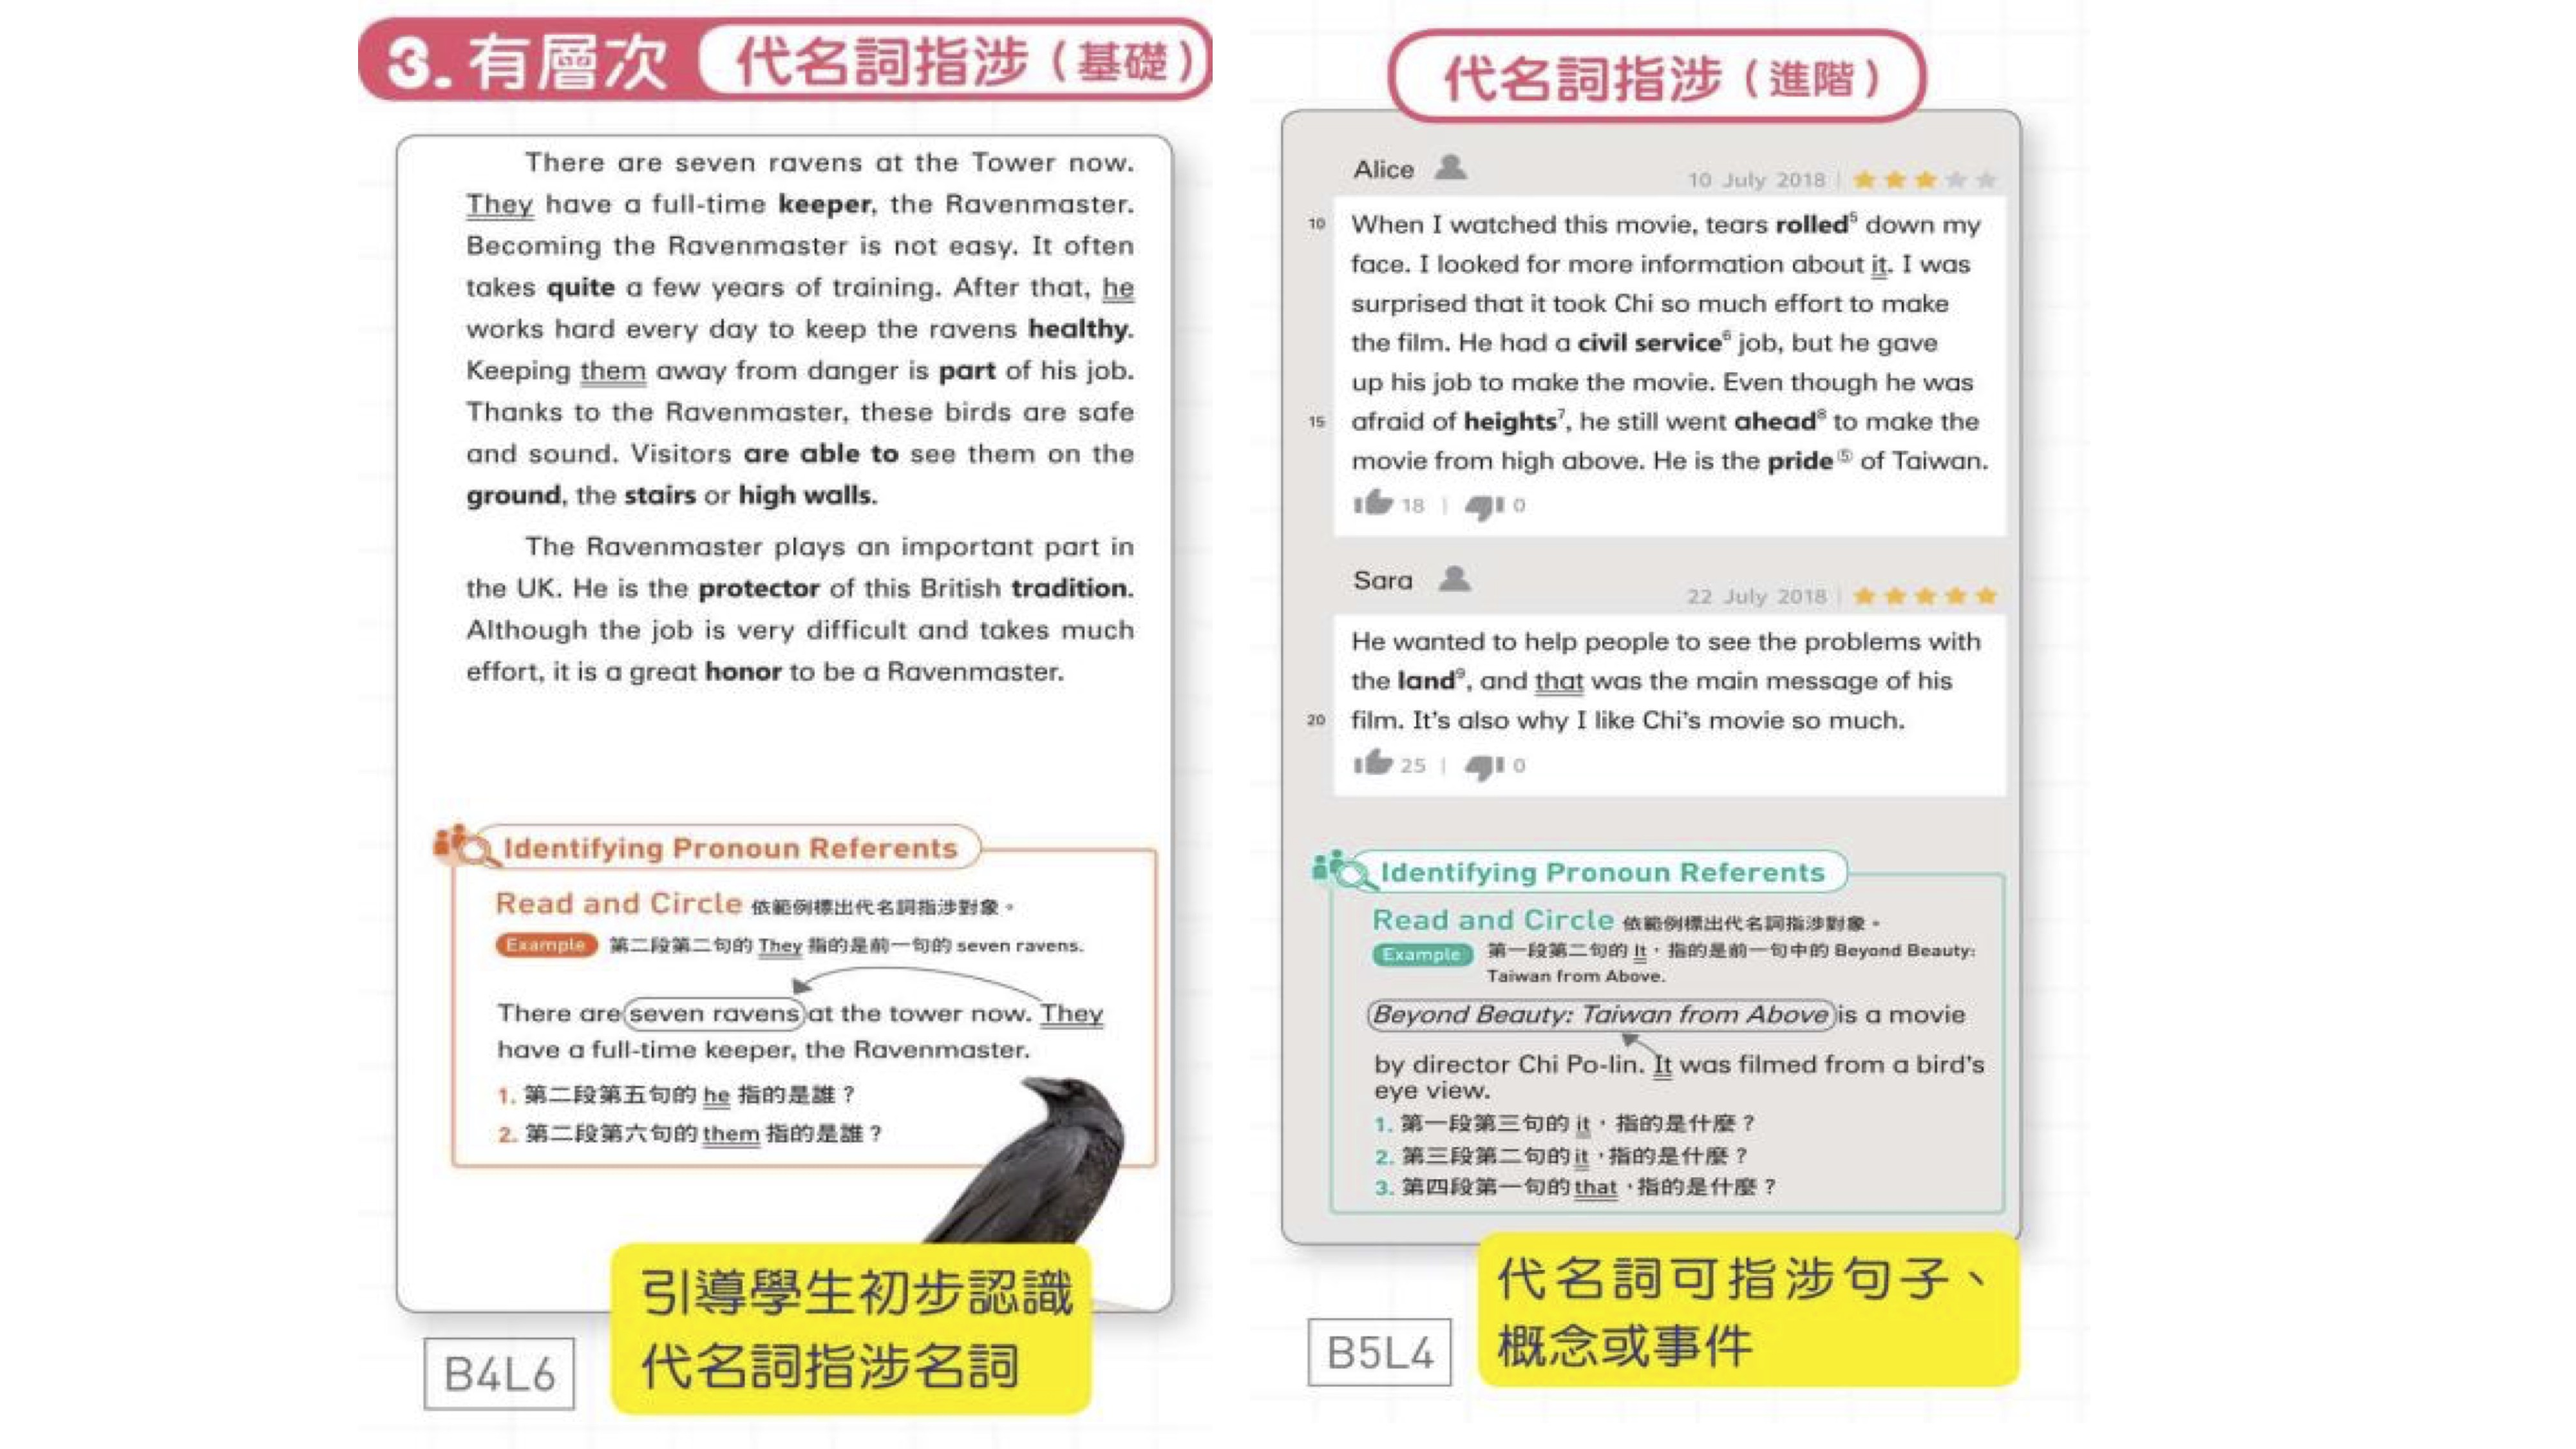 3. 有層次 代名詞指涉（基礎）
There are seven ravens at the Tower now.
They have a full-time keeper, the Ravenmaster.
Becoming the Ravenmaster is not easy. It often
takes quite a few years of training. After that, he
works hard every day to keep the ravens healthy.
Keeping them away from danger is part of his job.
Thanks to the Ravenmaster, these birds are safe
and sound. Visitors are able to see them on the
ground, the stairs or high walls.
The Ravenmaster plays an important part in
the UK. He is the protector of this British tradition.
Although the job is very difficult and takes much
effort, it is a great honor to be a Ravenmaster.
Identifying Pronoun Referents
Read and Circle 依範例標出代名詞指涉對象。
Example 第二段第二句的 They 指的是前一句的 seven ravens.
There are seven ravens at the tower now. They
have a full-time keeper, the Ravenmaster.
1. 第二段第五句的 he 指的是誰？
2. 第二段第六句的 them 指的是誰？
引導學生初步認識
代名詞指涉名詞
B4L6
代名詞指涉（進階）
Alice
10 July 2018
10 When I watched this movie, tears rolled⁵ down my
face. I looked for more information about it. I was
surprised that it took Chi so much effort to make
the film. He had a civil service⁶ job, but he gave
up his job to make the movie. Even though he was
15 afraid of heights⁷, he still went ahead⁸ to make the
movie from high above. He is the pride⑤ of Taiwan.
18 | 0
Sara
22 July 2018
He wanted to help people to see the problems with
the land⁹, and that was the main message of his
20 film. It's also why I like Chi's movie so much.
25 | 0
Identifying Pronoun Referents
Read and Circle 依範例標出代名詞指涉對象。
Example 第一段第二句的 It，指的是前一句中的 Beyond Beauty:
Taiwan from Above.
Beyond Beauty: Taiwan from Above is a movie
by director Chi Po-lin. It was filmed from a bird's
eye view.
1. 第一段第三句的 it，指的是什麼？
2. 第三段第二句的 it，指的是什麼？
3. 第四段第一句的 that，指的是什麼？
代名詞可指涉句子、
概念或事件
B5L4